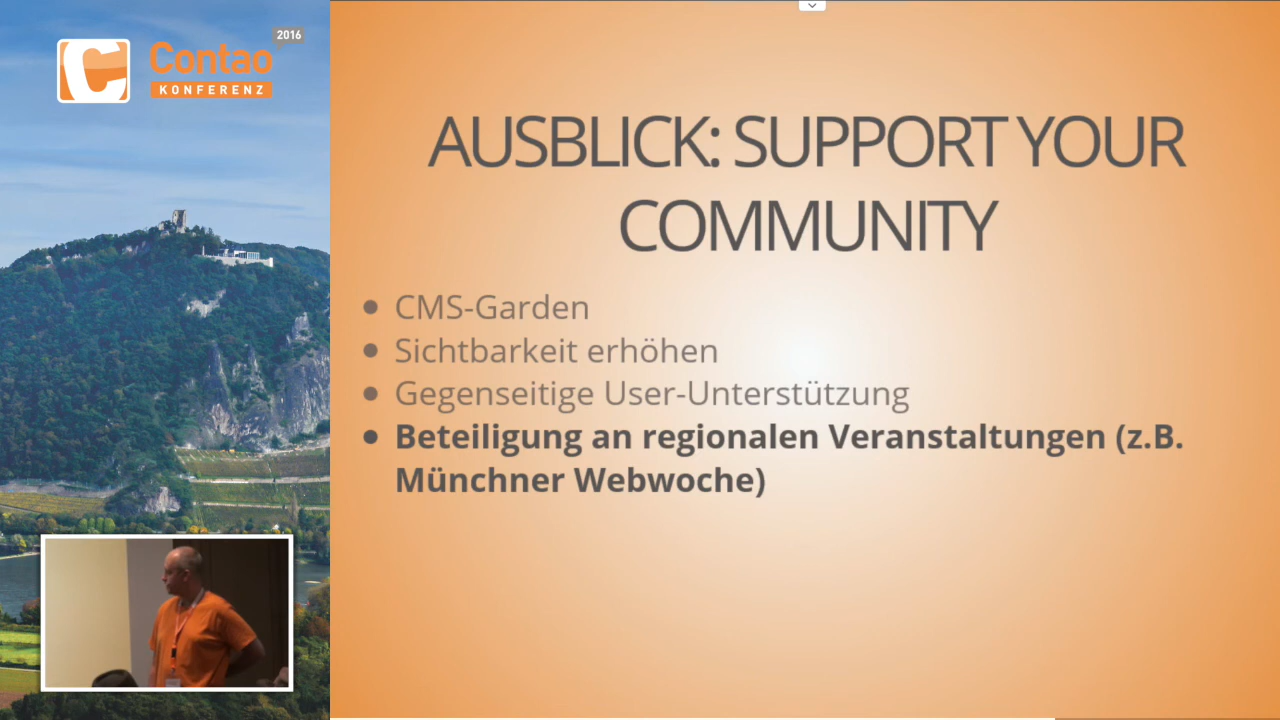 2016
Contao
KONFERENZ
AUSBLICK: SUPPORT YOUR
COMMUNITY
CMS-Garden
Sichtbarkeit erhöhen
Gegenseitige User-Unterstützung
Beteiligung an regionalen Veranstaltungen (z.B.
Münchner Webwoche)